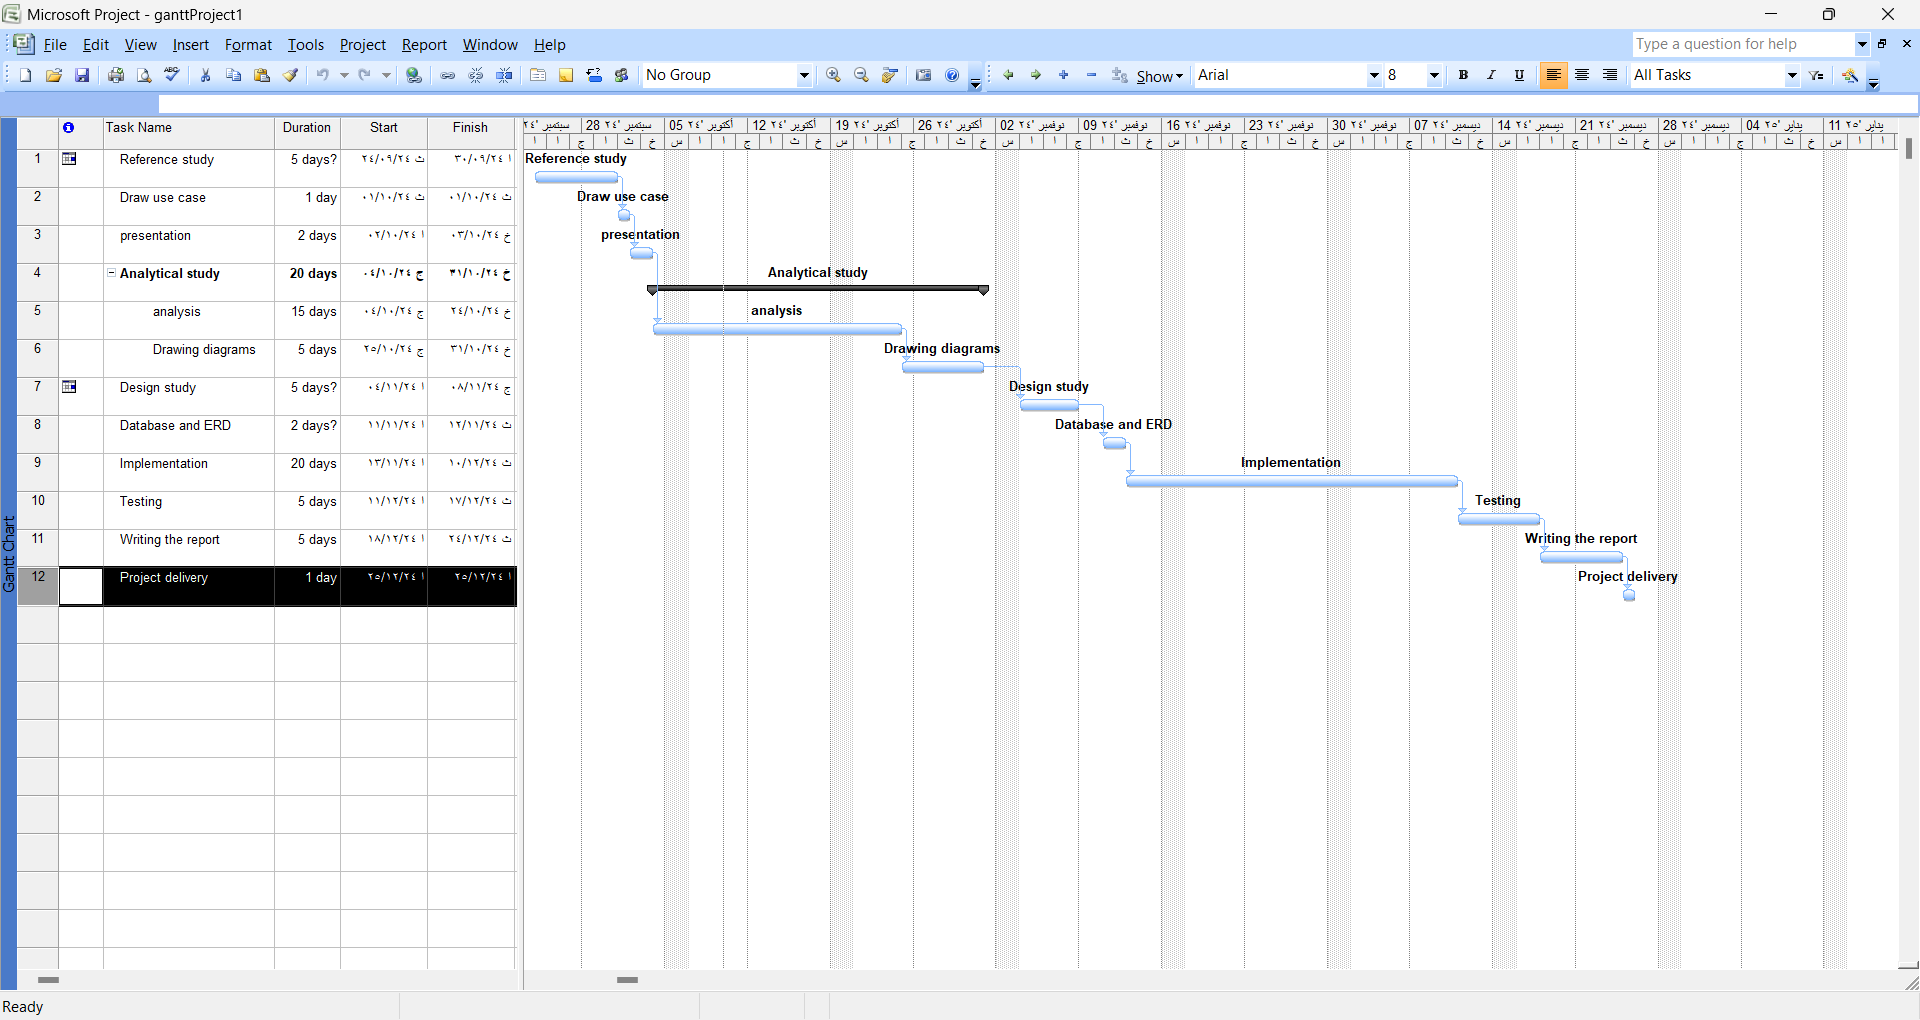 Microsoft Project - ganttProject1
File Edit View Insert Format Tools Project Report Window Help
Type a question for help
No Group
Show
Arial
8
B I U
All Tasks
Task Name Duration Start Finish
سبتمبر '٢٤ 28 سبتمبر '٢٤ 05 أكتوبر '٢٤ 12 أكتوبر '٢٤ 19 أكتوبر '٢٤ 26 أكتوبر '٢٤ 02 نوفمبر '٢٤ 09 نوفمبر '٢٤ 16 نوفمبر '٢٤ 23 نوفمبر '٢٤ 30 نوفمبر '٢٤ 07 ديسمبر '٢٤ 14 ديسمبر '٢٤ 21 ديسمبر '٢٤ 28 ديسمبر '٢٤ 04 يناير '٢٥ 11 يناير '٢٥
1 Reference study 5 days? ث ٢٤/٠٩/٢٤ ا ٣٠/٠٩/٢٤
2 Draw use case 1 day ث ٠١/١٠/٢٤ ث ٠١/١٠/٢٤
3 presentation 2 days ا ٠٢/١٠/٢٤ خ ٠٣/١٠/٢٤
4 Analytical study 20 days ج ٠٤/١٠/٢٤ خ ٣١/١٠/٢٤
5 analysis 15 days ج ٠٤/١٠/٢٤ خ ٢٤/١٠/٢٤
6 Drawing diagrams 5 days ج ٢٥/١٠/٢٤ خ ٣١/١٠/٢٤
7 Design study 5 days? ا ٠٤/١١/٢٤ ج ٠٨/١١/٢٤
8 Database and ERD 2 days? ا ١١/١١/٢٤ ث ١٢/١١/٢٤
9 Implementation 20 days ا ١٣/١١/٢٤ ث ١٠/١٢/٢٤
10 Testing 5 days ا ١١/١٢/٢٤ ث ١٧/١٢/٢٤
11 Writing the report 5 days ا ١٨/١٢/٢٤ ث ٢٤/١٢/٢٤
12 Project delivery 1 day ا ٢٥/١٢/٢٤ ا ٢٥/١٢/٢٤
Reference study
Draw use case
presentation
Analytical study
analysis
Drawing diagrams
Design study
Database and ERD
Implementation
Testing
Writing the report
Project delivery
Gantt Chart
Ready